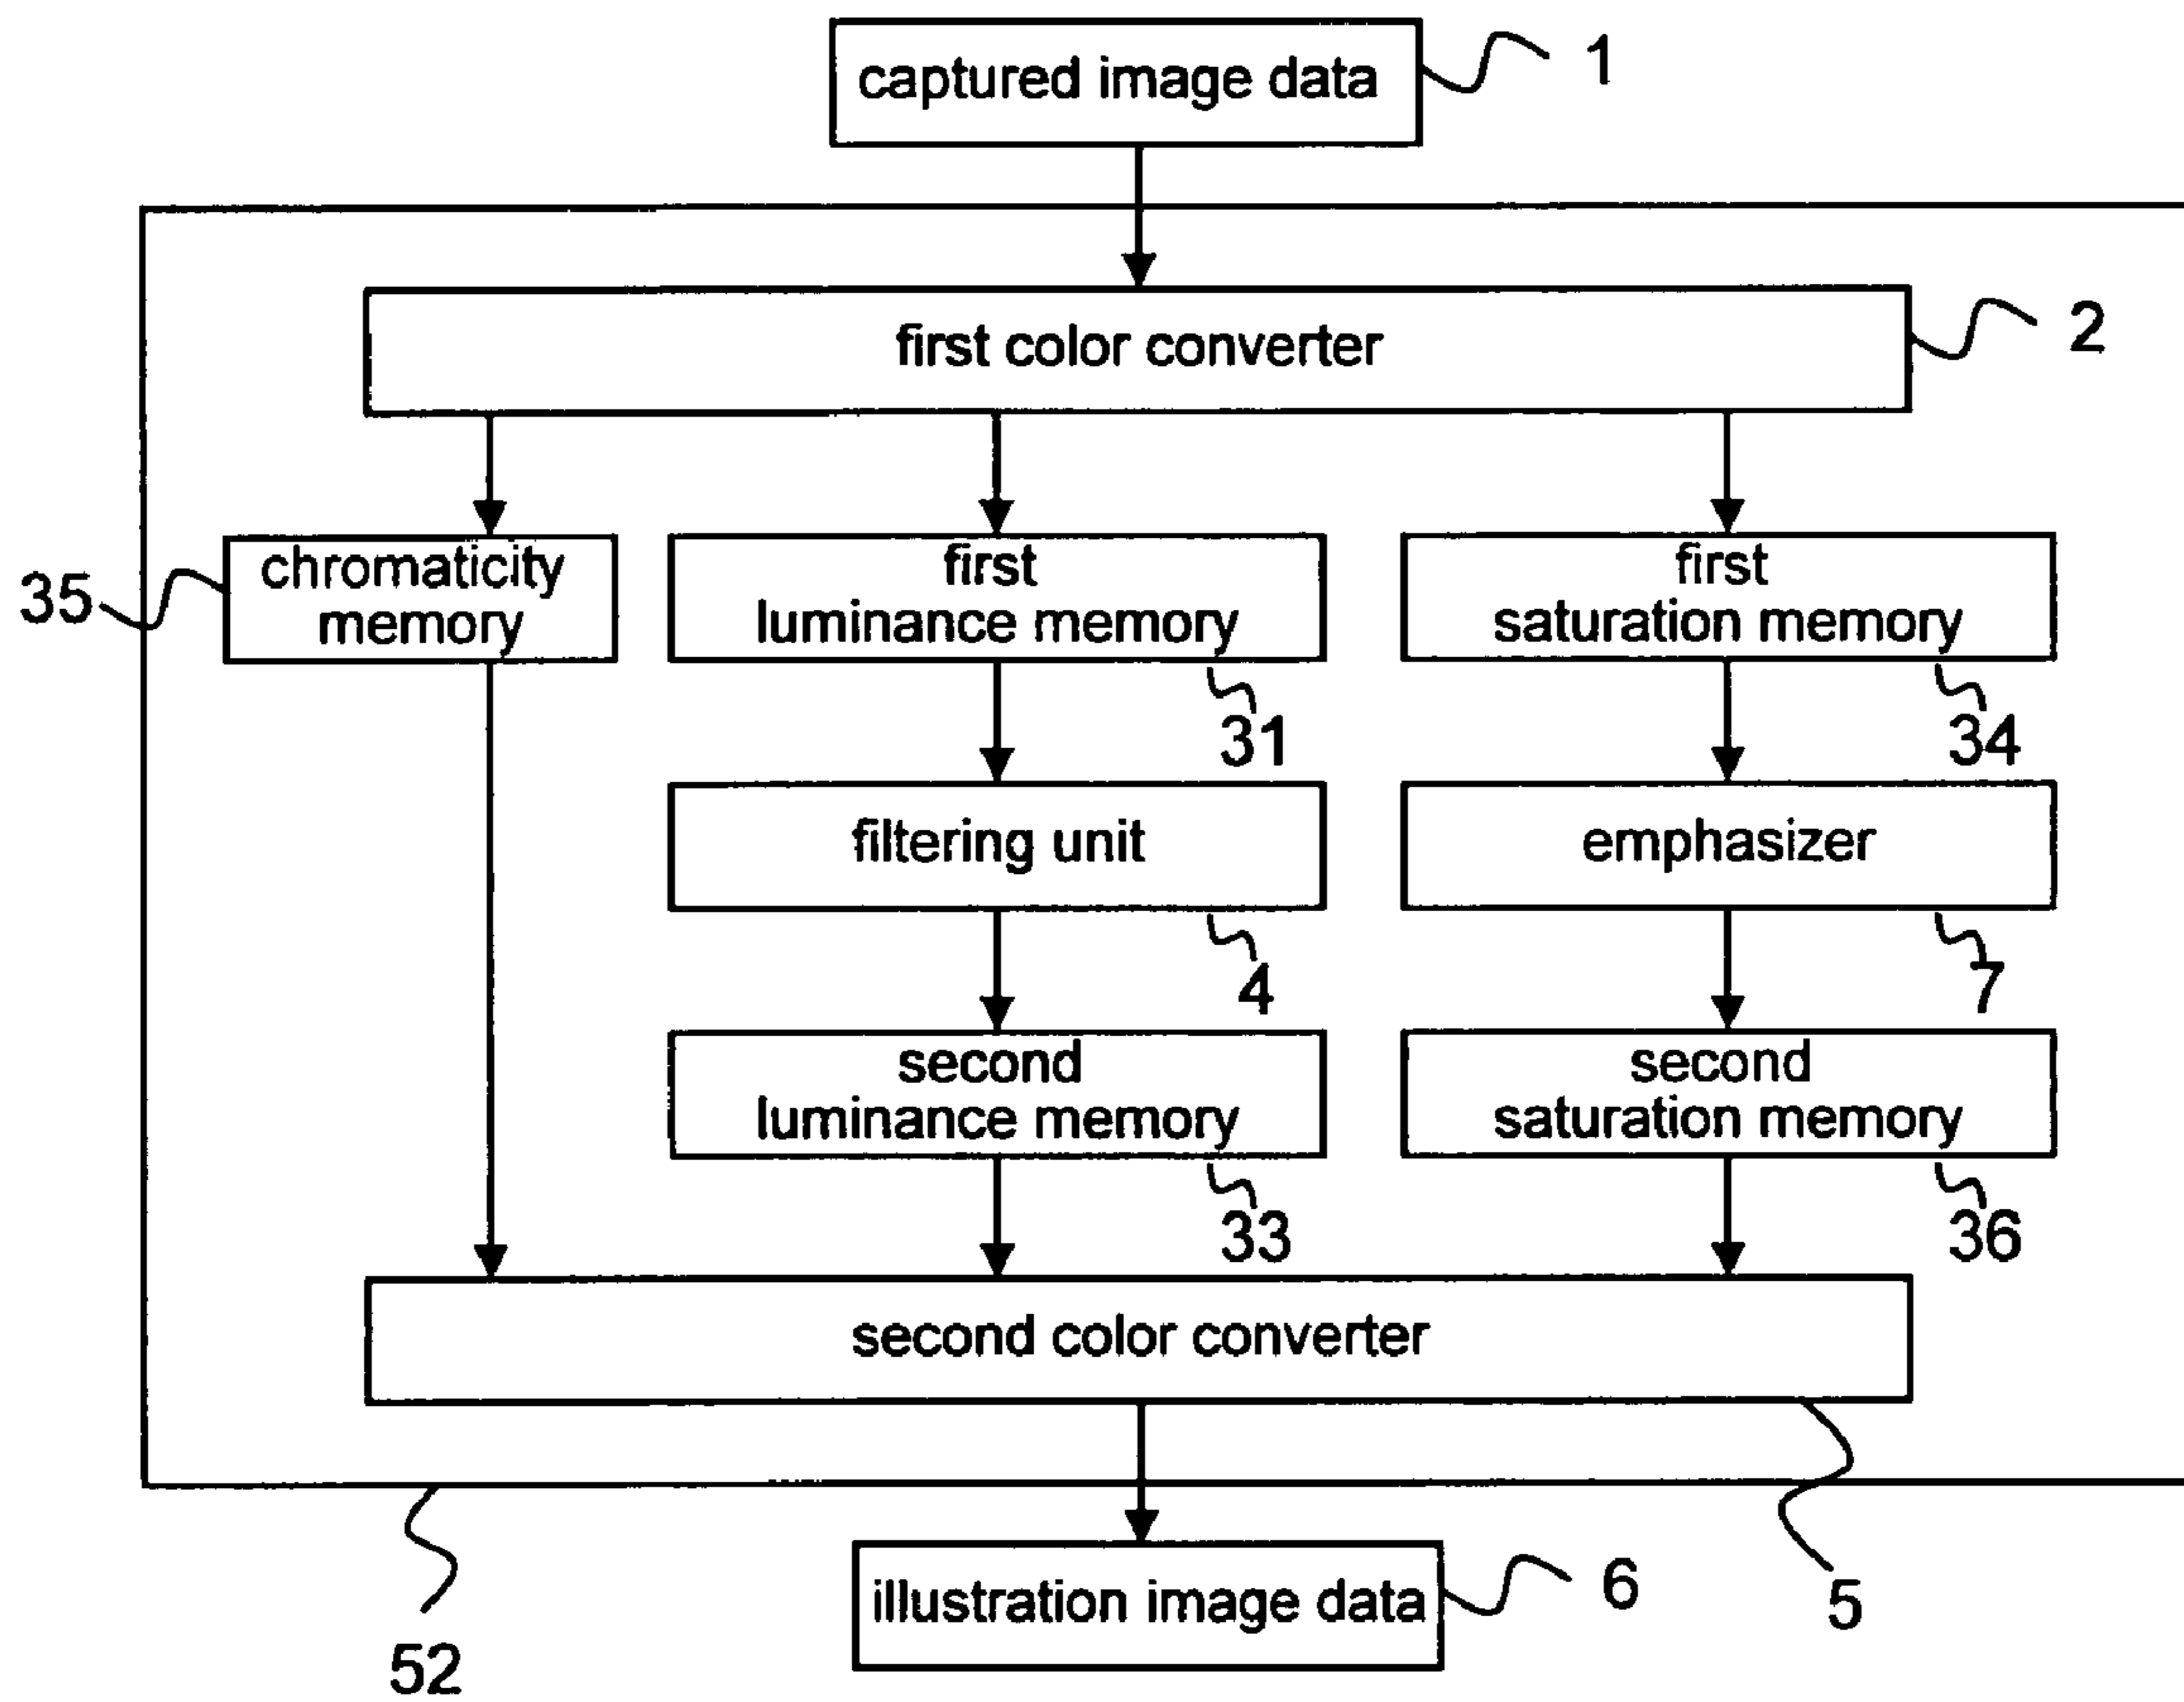 captured image data
1
first color converter
2
chromaticity
memory
35
first
luminance memory
31
first
saturation memory
34
filtering unit
4
emphasizer
7
second
luminance memory
33
second
saturation memory
36
second color converter
5
52
illustration image data
6